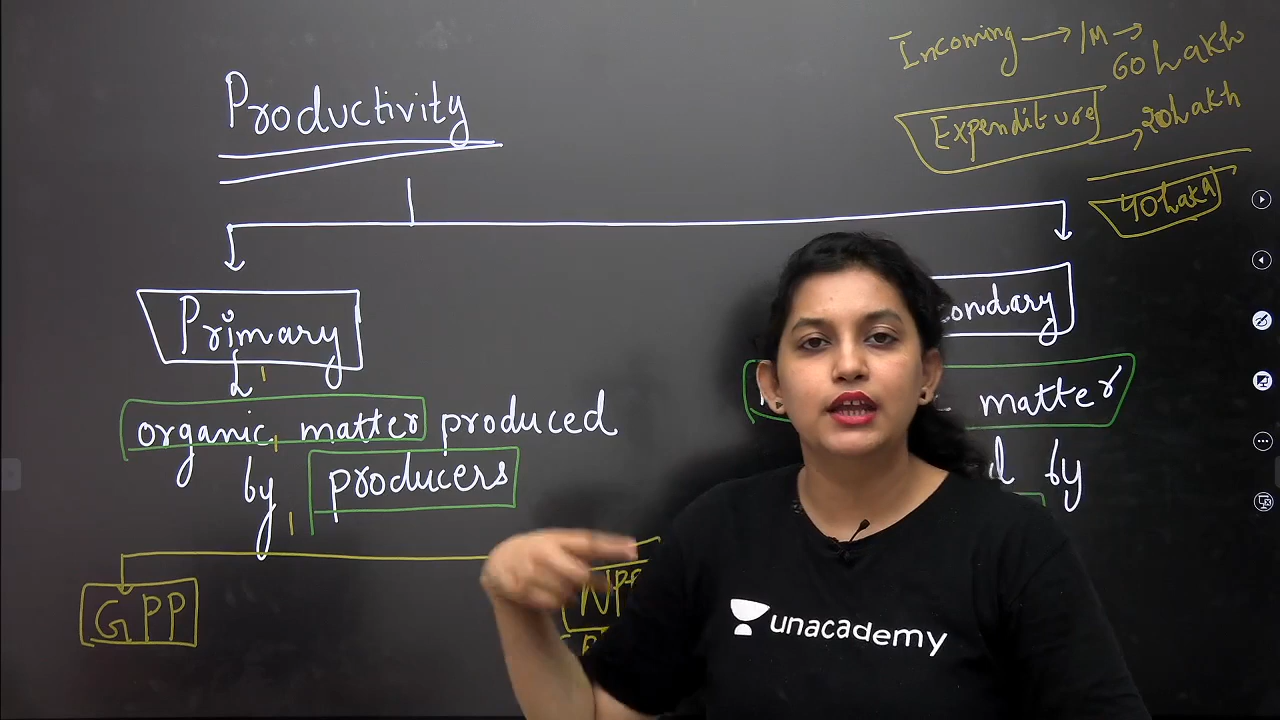 Incoming → 1M → 60 Lakh
Productivity
Expenditure → 20 Lakh
40 Lakh
Primary
ondary
organic matter produced
matter
by producers
by
GPP
NPP
unacademy